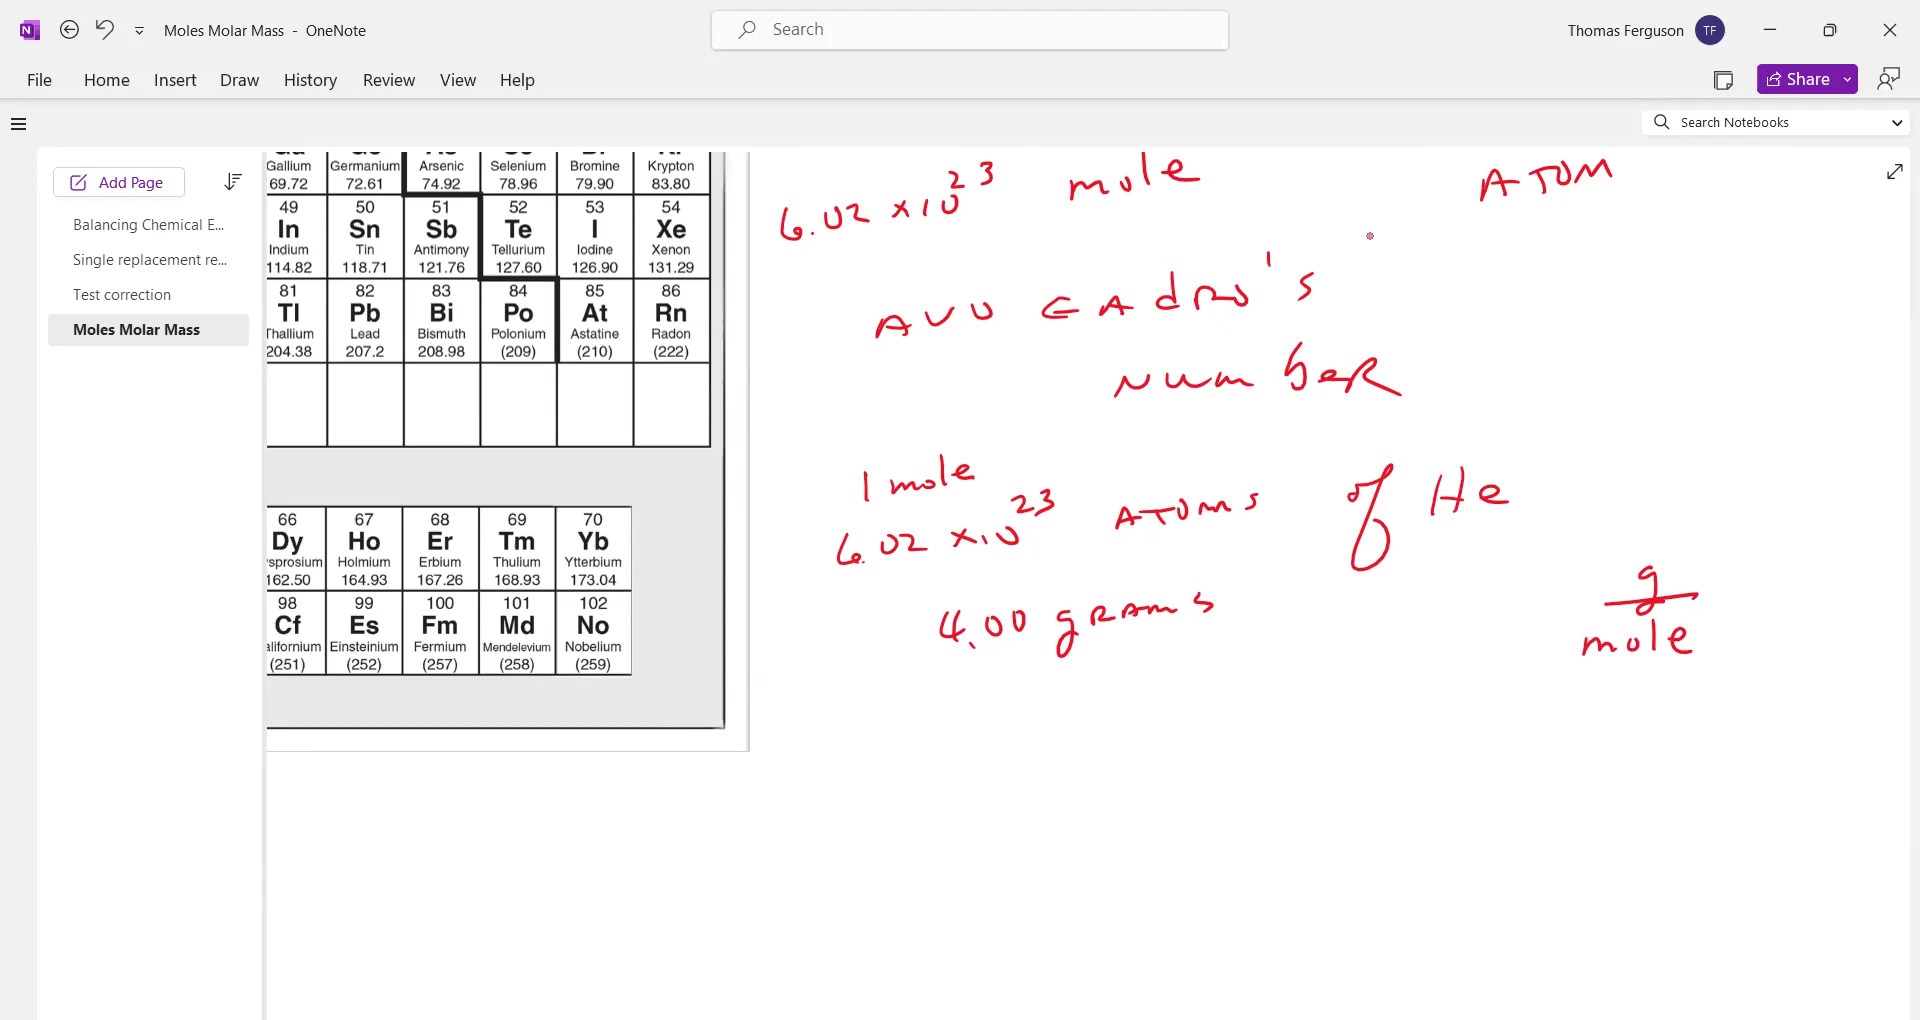 Moles Molar Mass - OneNote
Search
Thomas Ferguson TF
File Home Insert Draw History Review View Help
Share
Search Notebooks
Add Page
Balancing Chemical E...
Single replacement re...
Test correction
Moles Molar Mass
Gallium Germanium Arsenic Selenium Bromine Krypton
69.72 72.61 74.92 78.96 79.90 83.80
49 50 51 52 53 54
In Sn Sb Te I Xe
Indium Tin Antimony Tellurium Iodine Xenon
114.82 118.71 121.76 127.60 126.90 131.29
81 82 83 84 85 86
Tl Pb Bi Po At Rn
Thallium Lead Bismuth Polonium Astatine Radon
204.38 207.2 208.98 (209) (210) (222)
66 67 68 69 70
Dy Ho Er Tm Yb
sprosium Holmium Erbium Thulium Ytterbium
162.50 164.93 167.26 168.93 173.04
98 99 100 101 102
Cf Es Fm Md No
alifornium Einsteinium Fermium Mendelevium Nobelium
(251) (252) (257) (258) (259)
6.02 × 10²³ mole ATOM
AVOGAdRO's
NUmbeR
1 mole
6.02 × 10²³ ATOMS of He
4.00 gRAMS
g
mole